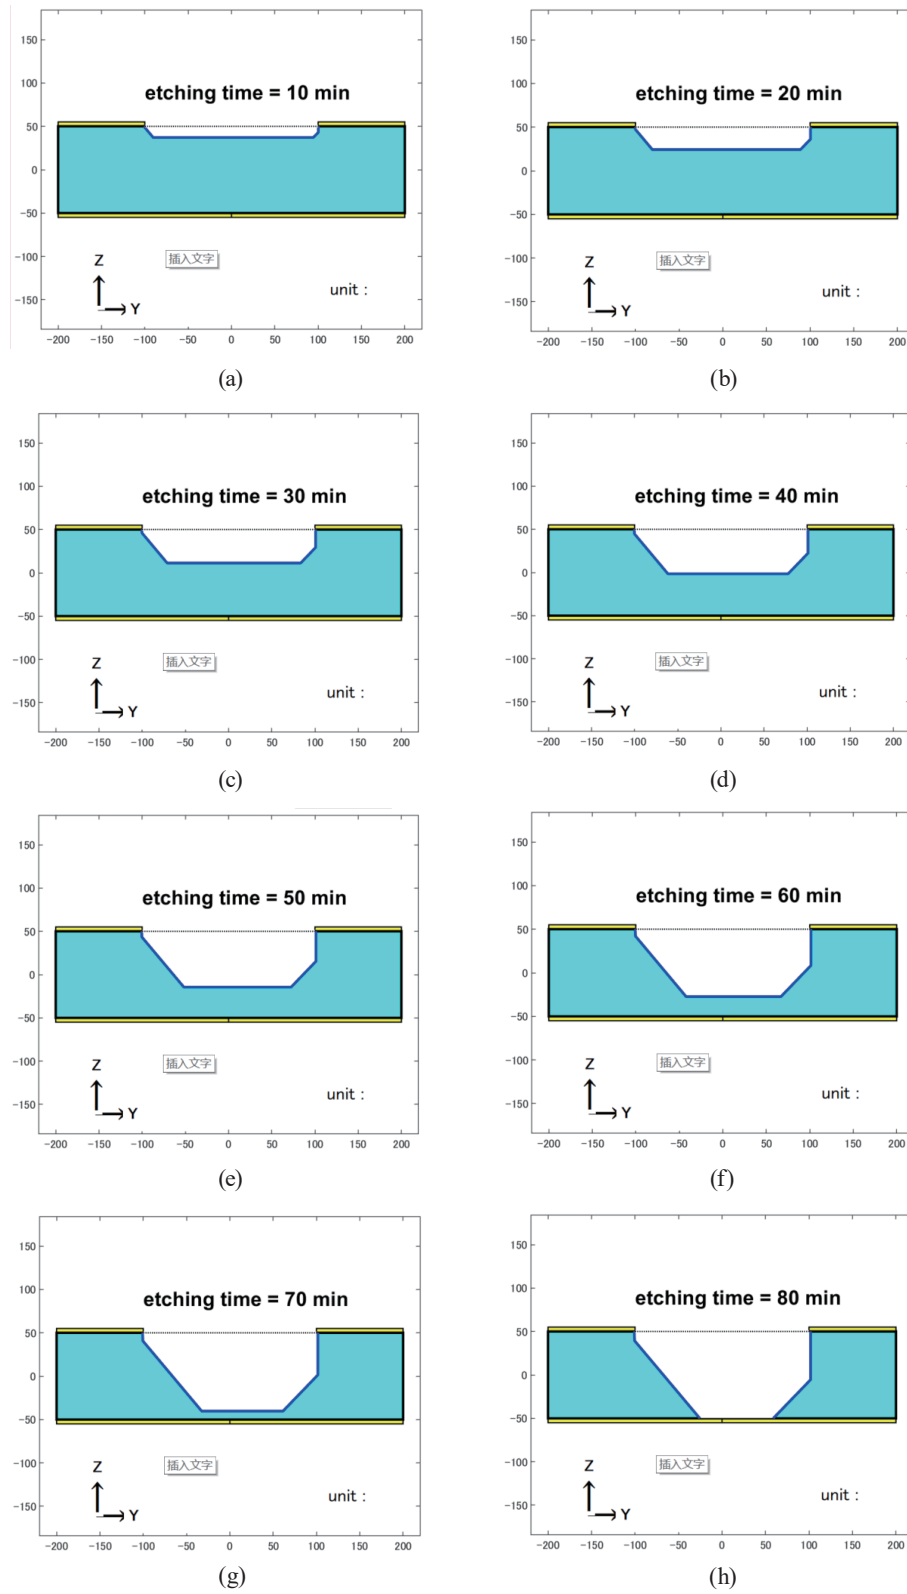 150
100
50
0
−50
−100
−150
etching time = 10 min
Z
Y
插入文字
unit :
−200 −150 −100 −50 0 50 100 150 200
(a)
150
100
50
0
−50
−100
−150
etching time = 20 min
Z
Y
插入文字
unit :
−200 −150 −100 −50 0 50 100 150 200
(b)
150
100
50
0
−50
−100
−150
etching time = 30 min
Z
Y
插入文字
unit :
−200 −150 −100 −50 0 50 100 150 200
(c)
150
100
50
0
−50
−100
−150
etching time = 40 min
Z
Y
插入文字
unit :
−200 −150 −100 −50 0 50 100 150 200
(d)
150
100
50
0
−50
−100
−150
etching time = 50 min
Z
Y
插入文字
unit :
−200 −150 −100 −50 0 50 100 150 200
(e)
150
100
50
0
−50
−100
−150
etching time = 60 min
Z
Y
插入文字
unit :
−200 −150 −100 −50 0 50 100 150 200
(f)
150
100
50
0
−50
−100
−150
etching time = 70 min
Z
Y
插入文字
unit :
−200 −150 −100 −50 0 50 100 150 200
(g)
150
100
50
0
−50
−100
−150
etching time = 80 min
Z
Y
插入文字
unit :
−200 −150 −100 −50 0 50 100 150 200
(h)